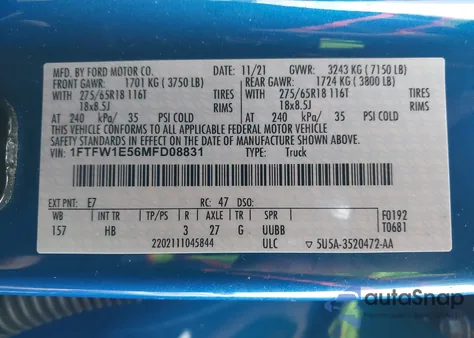 MFD. BY FORD MOTOR CO. 11/21 GVWR: 3243 KG ( 7150 LB)
FRONT GAWR: 1701 KG ( 3750 LB) REAR GAWR: 1724 KG ( 3800 LB)
WITH 275/65R18 116T TIRES WITH 275/65R18 116T TIRES
18x8.5J RIMS 18x8.5J RIMS
AT 240 kPa/ 35 PSI COLD AT 240 kPa/ 35 PSI COLD
THIS VEHICLE CONFORMS TO ALL APPLICABLE FEDERAL MOTOR VEHICLE
SAFETY STANDARDS IN EFFECT ON THE DATE OF MANUFACTURE SHOWN ABOVE.
VIN: 1FTFW1E56MFD08831 TYPE: Truck
EXT PNT: E7 RC: 47 DSO:
WB INT TR TP/PS R AXLE TR SPR F0192
157 HB 3 27 G UUBB T0681
2202111045844 ULC ▽ 5U5A-3520472-AA
autoSnap